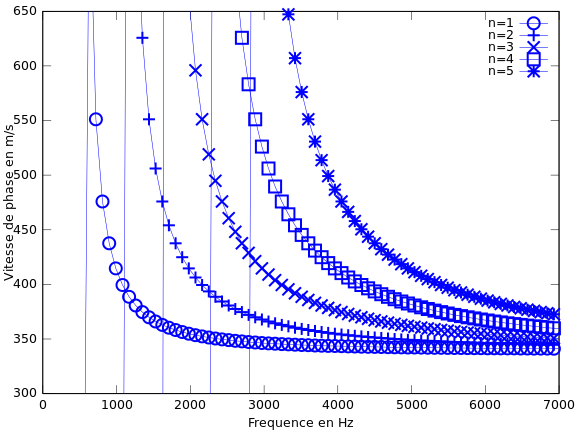 650
600
550
500
450
400
350
300
Vitesse de phase en m/s
n=1
n=2
n=3
n=4
n=5
0 1000 2000 3000 4000 5000 6000 7000
Frequence en Hz